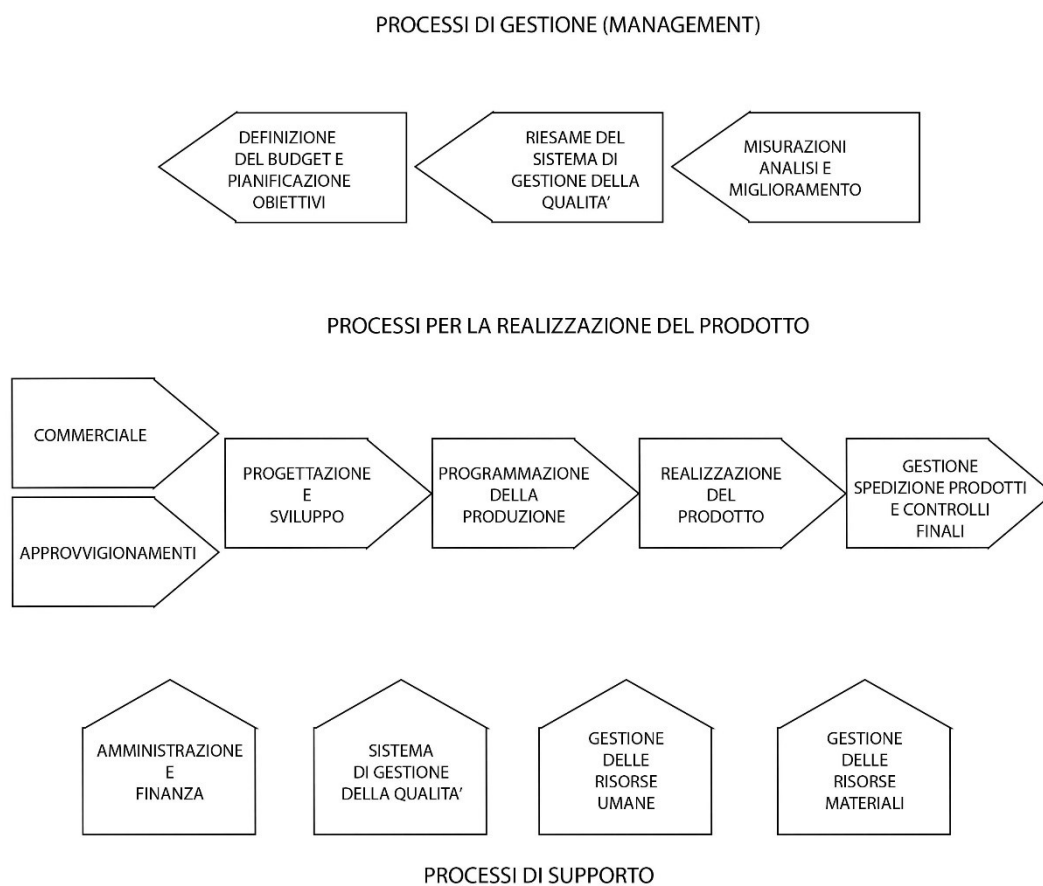 PROCESSI DI GESTIONE (MANAGEMENT)
DEFINIZIONE
DEL BUDGET E
PIANIFICAZIONE
OBIETTIVI
RIESAME DEL
SISTEMA DI
GESTIONE DELLA
QUALITA’
MISURAZIONI
ANALISI E
MIGLIORAMENTO
PROCESSI PER LA REALIZZAZIONE DEL PRODOTTO
COMMERCIALE
APPROVVIGIONAMENTI
PROGETTAZIONE
E
SVILUPPO
PROGRAMMAZIONE
DELLA
PRODUZIONE
REALIZZAZIONE
DEL
PRODOTTO
GESTIONE
SPEDIZIONE PRODOTTI
E CONTROLLI
FINALI
AMMINISTRAZIONE
E
FINANZA
SISTEMA
DI GESTIONE
DELLA QUALITA’
GESTIONE
DELLE
RISORSE
UMANE
GESTIONE
DELLE
RISORSE
MATERIALI
PROCESSI DI SUPPORTO